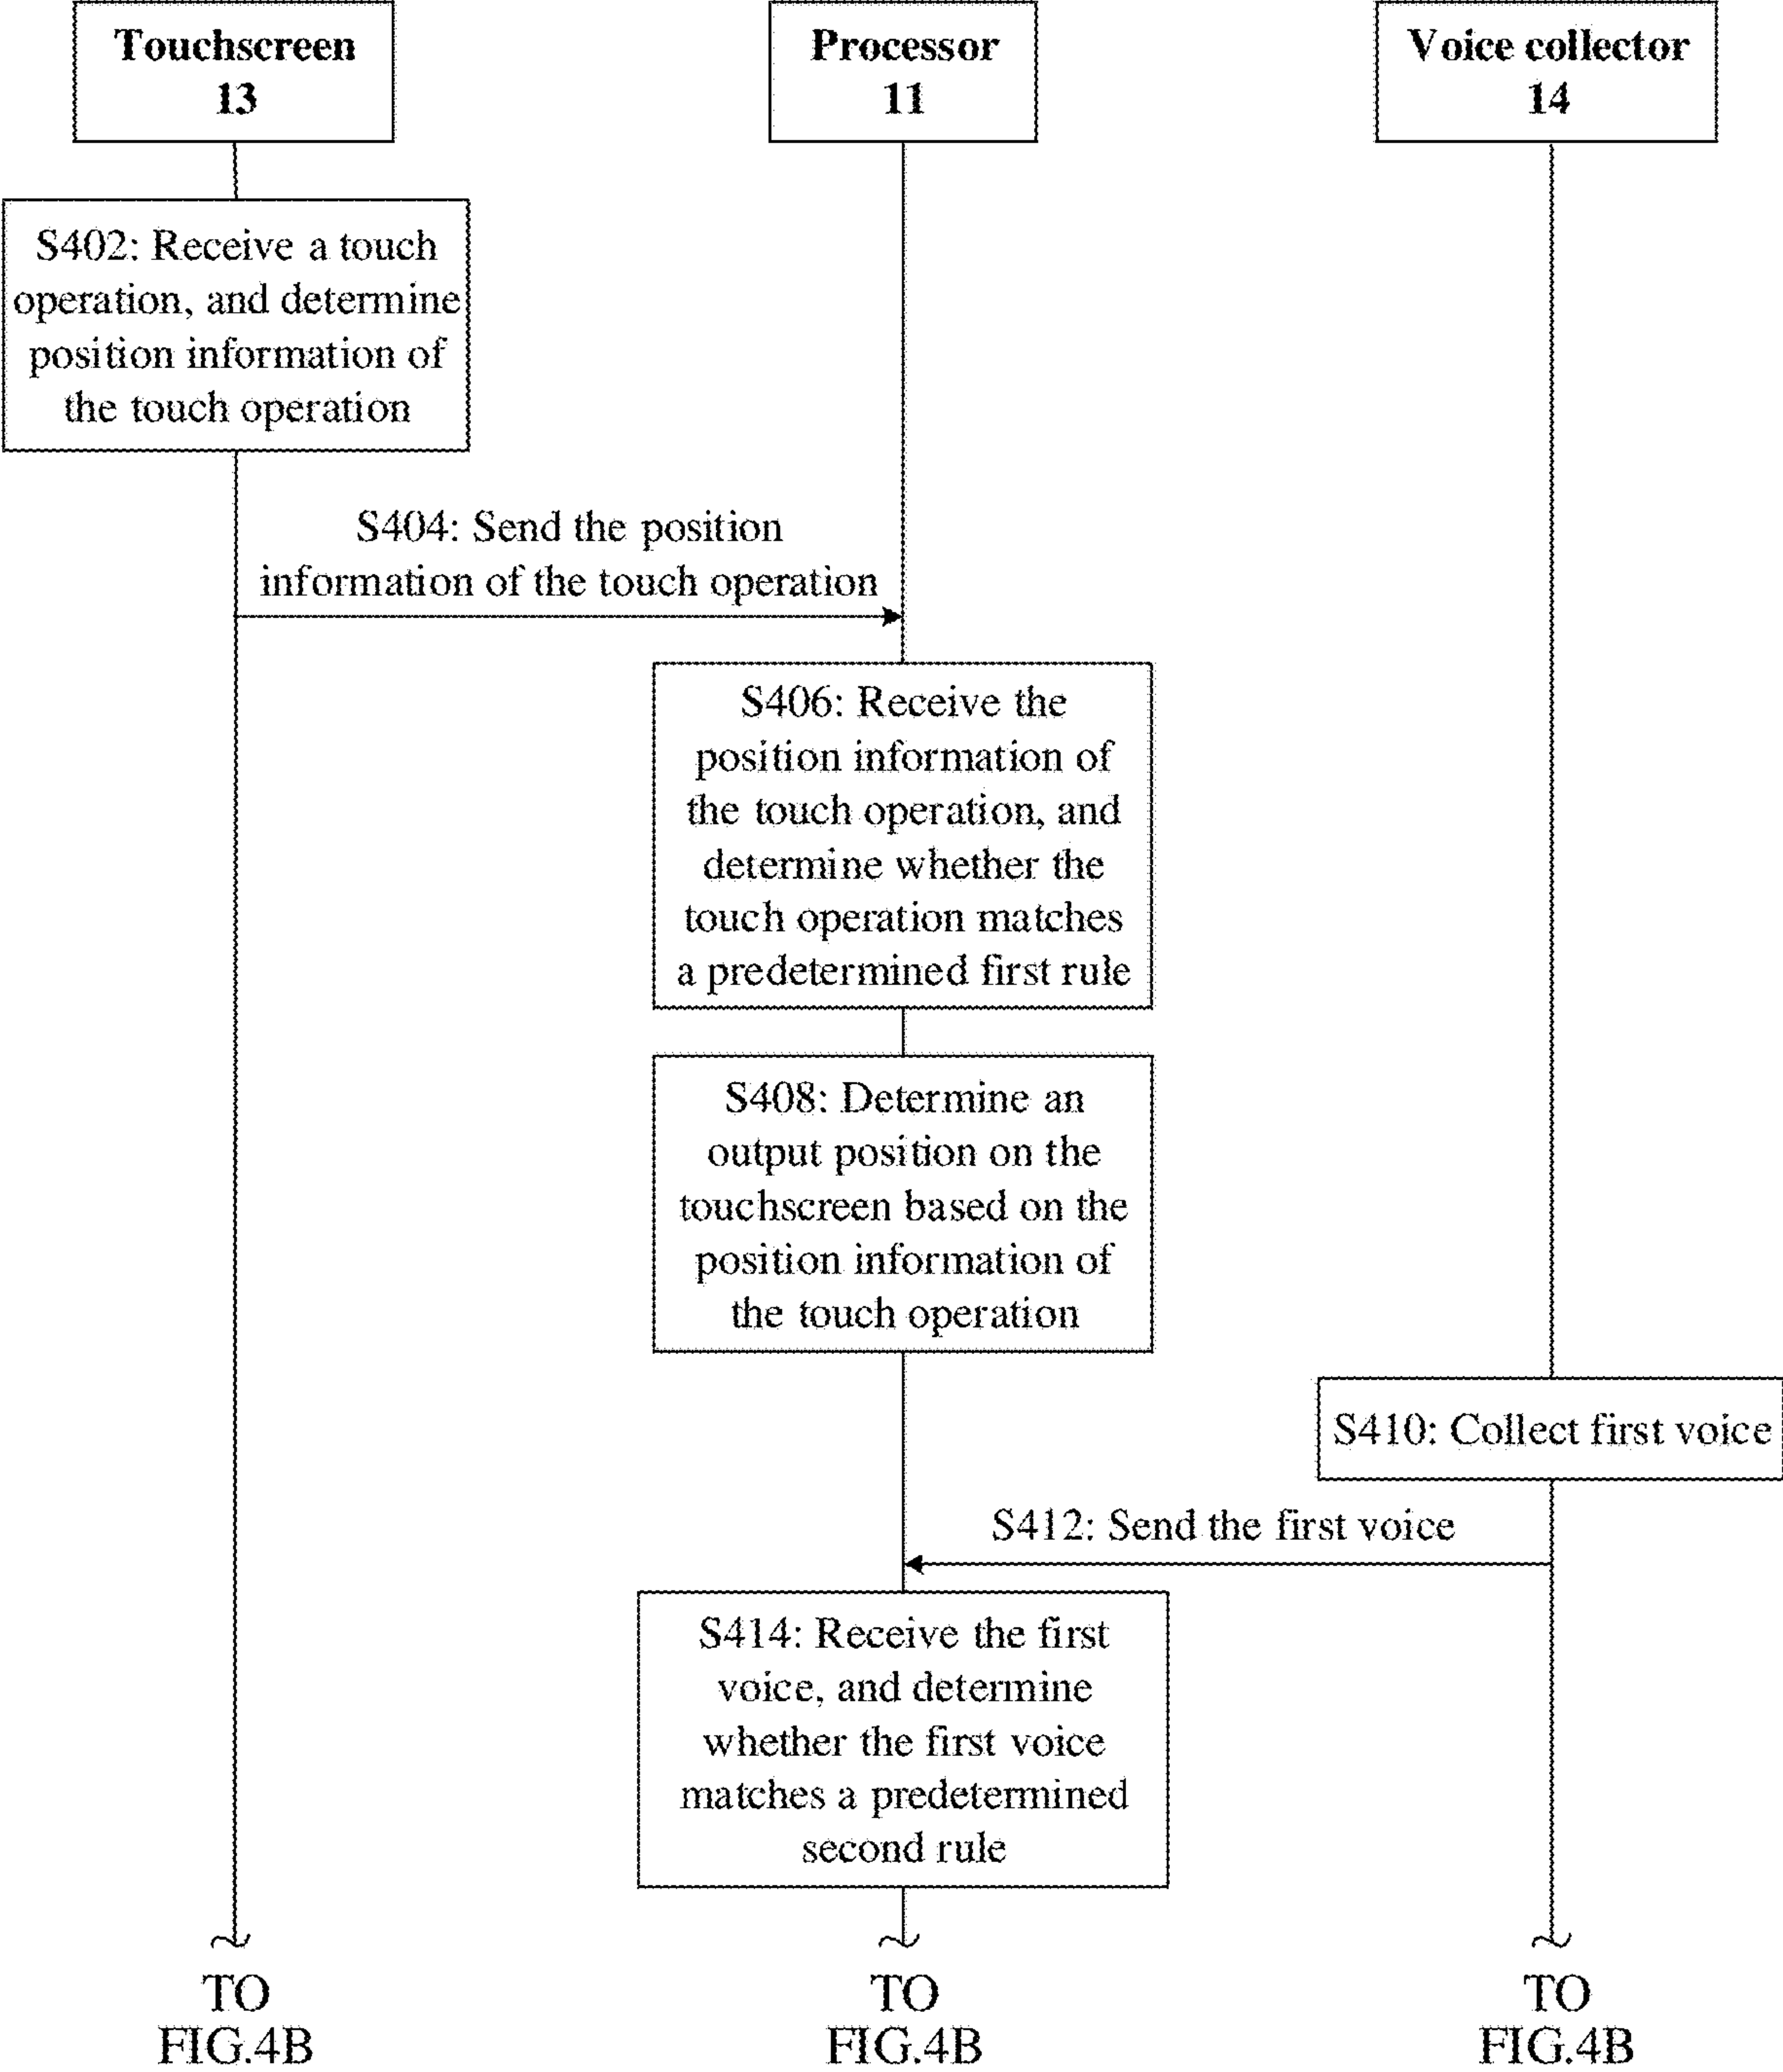 Touchscreen
13
Processor
11
Voice collector
14
S402: Receive a touch
operation, and determine
position information of
the touch operation
S404: Send the position
information of the touch operation
S406: Receive the
position information of
the touch operation, and
determine whether the
touch operation matches
a predetermined first rule
S408: Determine an
output position on the
touchscreen based on the
position information of
the touch operation
S410: Collect first voice
S412: Send the first voice
S414: Receive the first
voice, and determine
whether the first voice
matches a predetermined
second rule
TO
FIG.4B
TO
FIG.4B
TO
FIG.4B